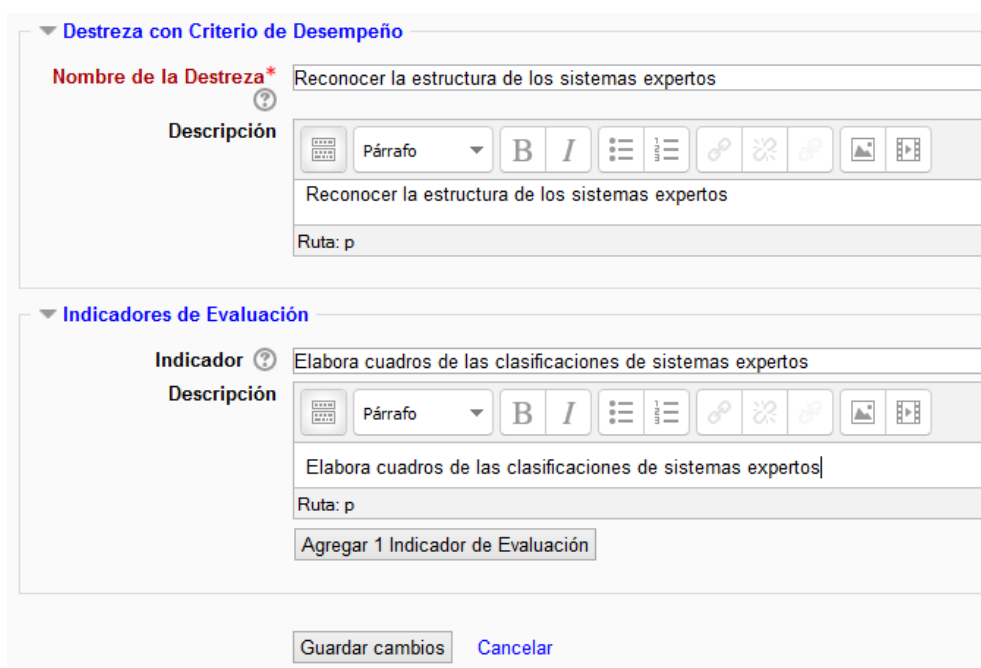 Destreza con Criterio de Desempeño
Nombre de la Destreza* Reconocer la estructura de los sistemas expertos
?
Descripción
Párrafo B I
Reconocer la estructura de los sistemas expertos
Ruta: p
Indicadores de Evaluación
Indicador ? Elabora cuadros de las clasificaciones de sistemas expertos
Descripción
Párrafo B I
Elabora cuadros de las clasificaciones de sistemas expertos
Ruta: p
Agregar 1 Indicador de Evaluación
Guardar cambios Cancelar